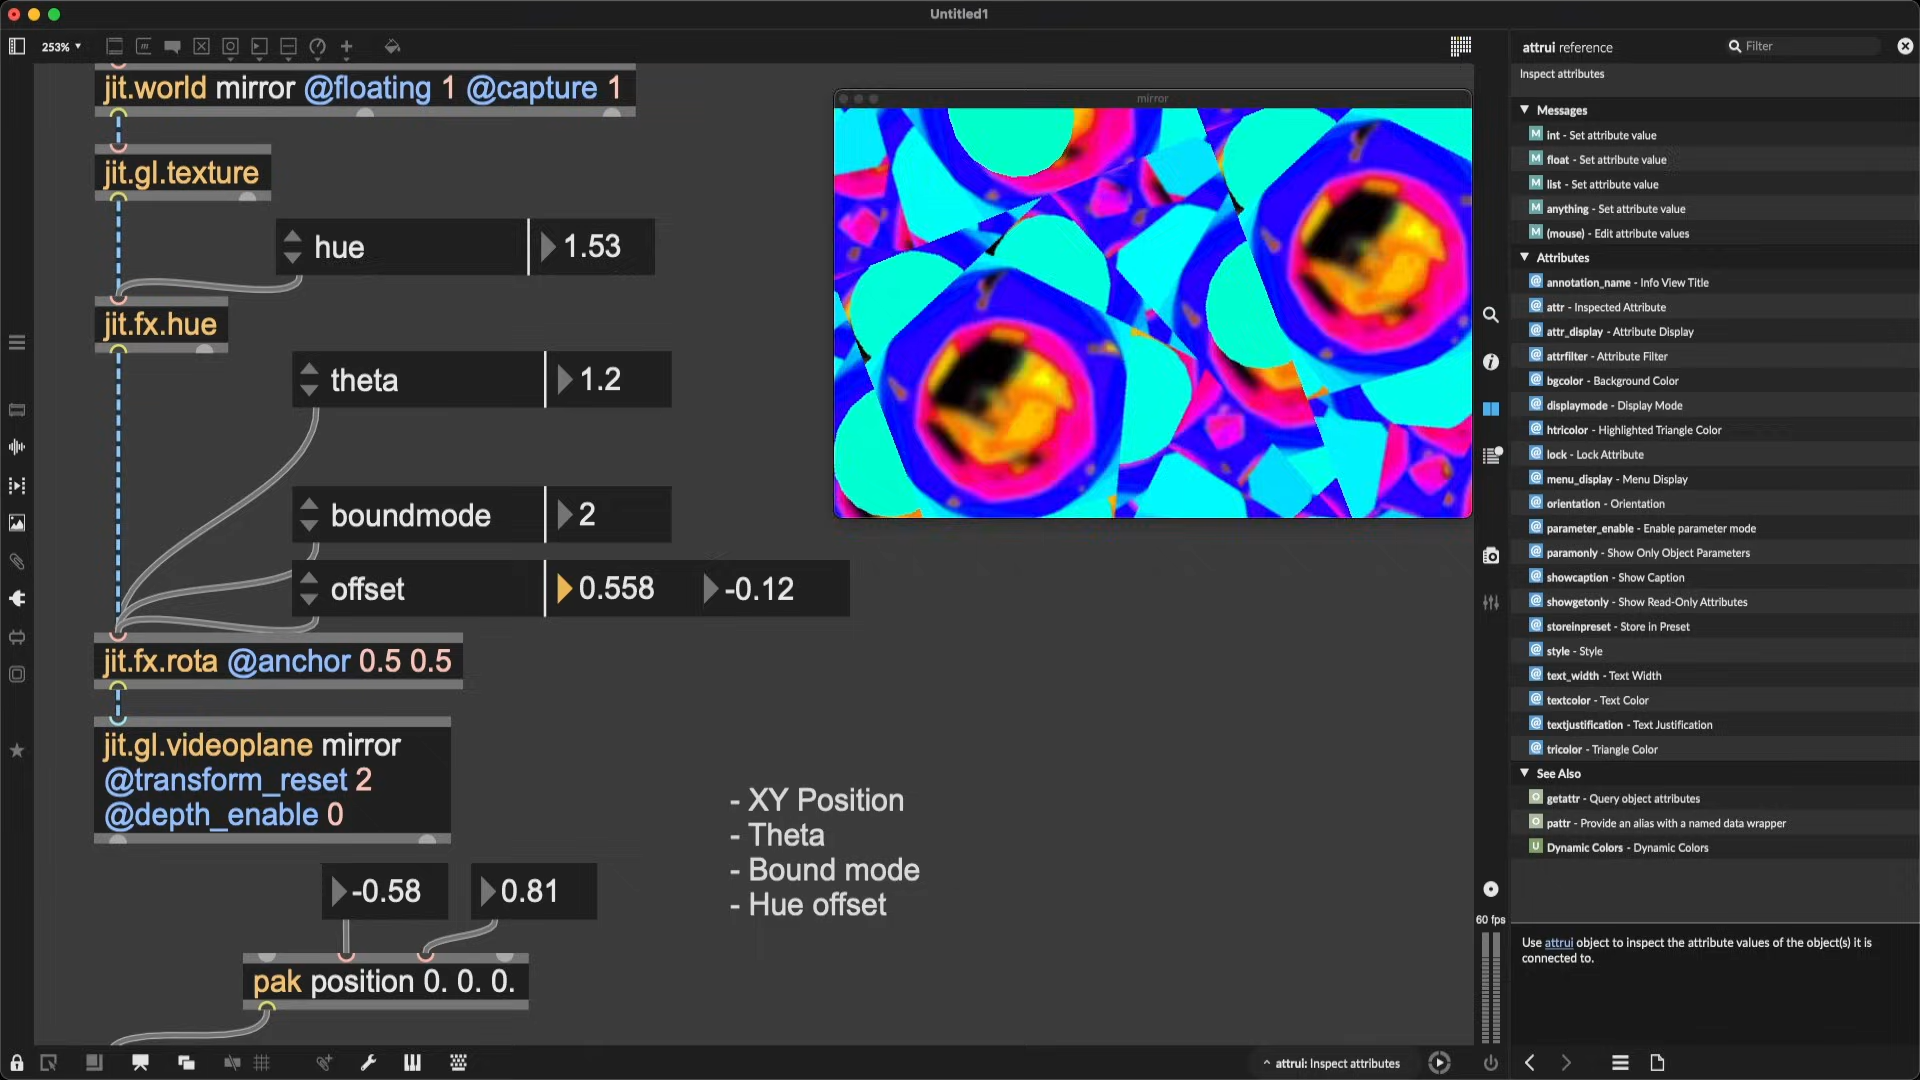 Untitled1
253%
jit.world mirror @floating 1 @capture 1
jit.gl.texture
hue 1.53
jit.fx.hue
theta 1.2
boundmode 2
offset 0.558 -0.12
jit.fx.rota @anchor 0.5 0.5
jit.gl.videoplane mirror
@transform_reset 2
@depth_enable 0
-0.58 0.81
pak position 0. 0. 0.
mirror
- XY Position
- Theta
- Bound mode
- Hue offset
60 fps
attrui: Inspect attributes
attrui reference
Filter
Inspect attributes
Messages
M int - Set attribute value
M float - Set attribute value
M list - Set attribute value
M anything - Set attribute value
M (mouse) - Edit attribute values
Attributes
@ annotation_name - Info View Title
@ attr - Inspected Attribute
@ attr_display - Attribute Display
@ attrfilter - Attribute Filter
@ bgcolor - Background Color
@ displaymode - Display Mode
@ htricolor - Highlighted Triangle Color
@ lock - Lock Attribute
@ menu_display - Menu Display
@ orientation - Orientation
@ parameter_enable - Enable parameter mode
@ paramonly - Show Only Object Parameters
@ showcaption - Show Caption
@ showgetonly - Show Read-Only Attributes
@ storeinpreset - Store in Preset
@ style - Style
@ text_width - Text Width
@ textcolor - Text Color
@ textjustification - Text Justification
@ tricolor - Triangle Color
See Also
O getattr - Query object attributes
O pattr - Provide an alias with a named data wrapper
U Dynamic Colors - Dynamic Colors
Use attrui object to inspect the attribute values of the object(s) it is
connected to.